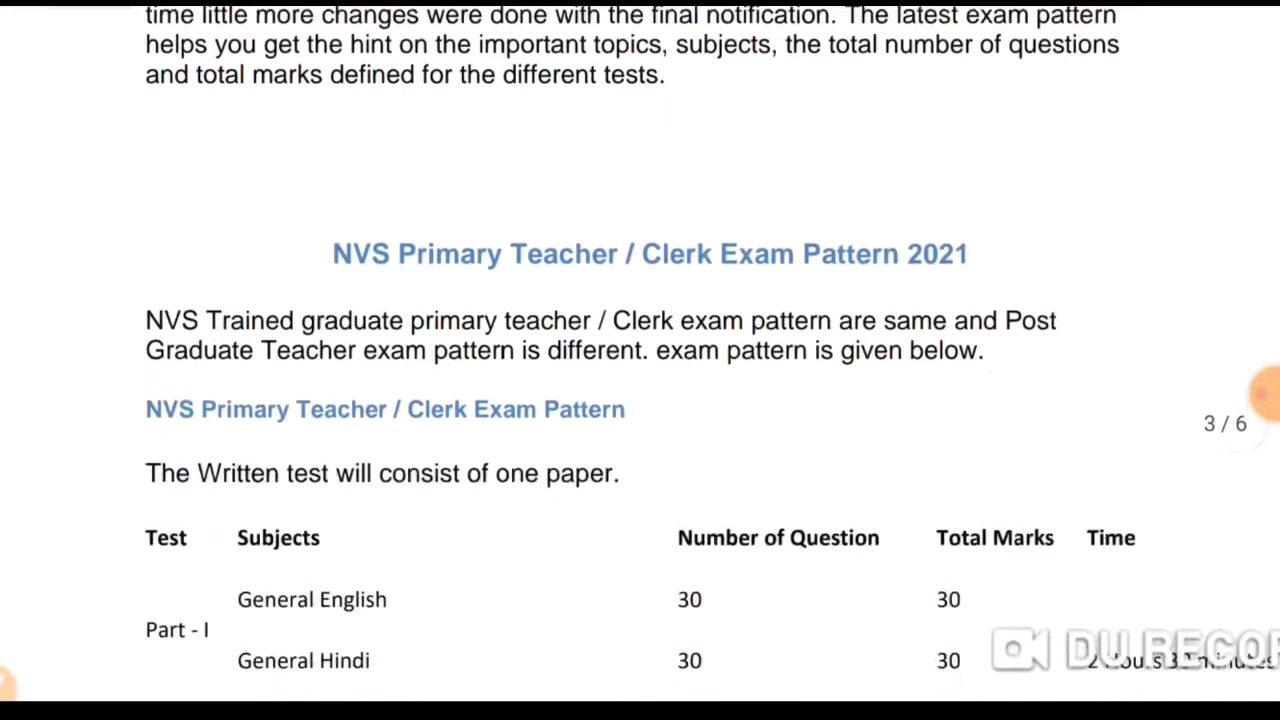 time little more changes were done with the final notification. The latest exam pattern
helps you get the hint on the important topics, subjects, the total number of questions
and total marks defined for the different tests.
NVS Primary Teacher / Clerk Exam Pattern 2021
NVS Trained graduate primary teacher / Clerk exam pattern are same and Post
Graduate Teacher exam pattern is different. exam pattern is given below.
NVS Primary Teacher / Clerk Exam Pattern
3 / 6
The Written test will consist of one paper.
Test Subjects Number of Question Total Marks Time
General English 30 30
Part - I
General Hindi 30 30 2 minutes
DU RECOR